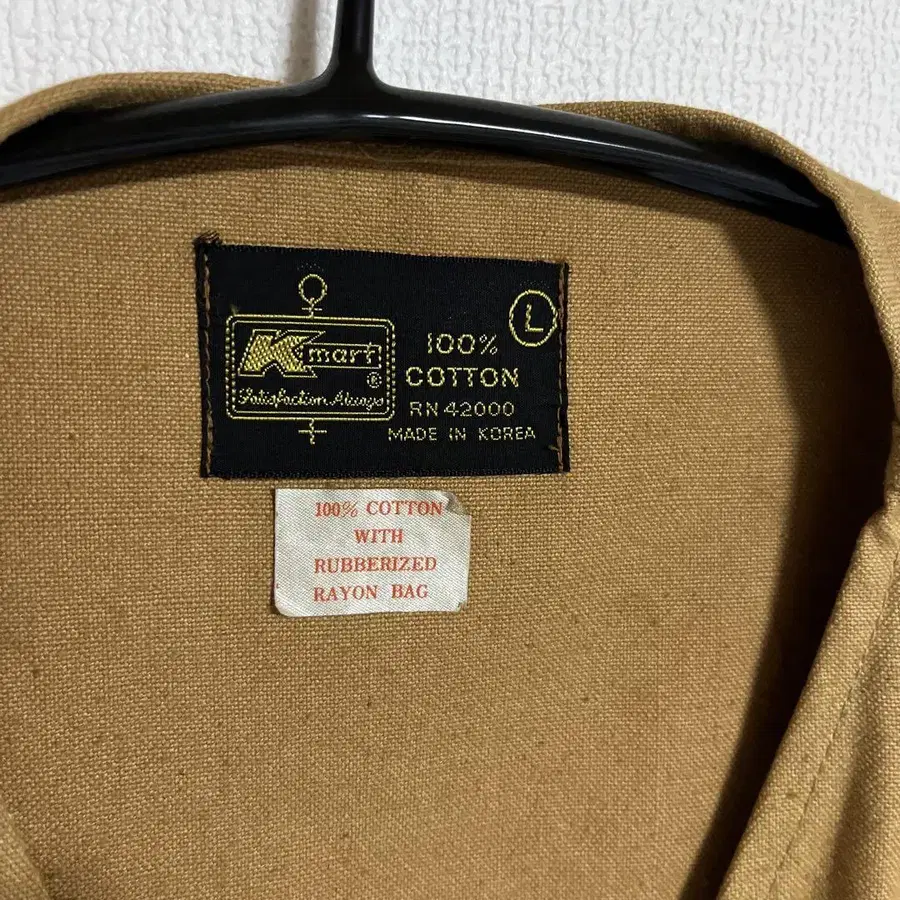 Kmart ®
Satisfaction Always
L
100%
COTTON
RN 42000
MADE IN KOREA
100% COTTON
WITH
RUBBERIZED
RAYON BAG